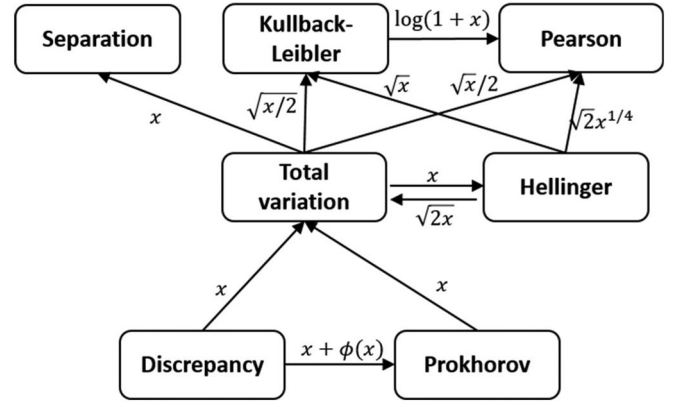 Separation
Kullback-
Leibler
log(1 + x)
Pearson
x
√x/2
√x
√x/2
√2x^{1/4}
Total
variation
x
√2x
Hellinger
x
x
Discrepancy
x + ϕ(x)
Prokhorov